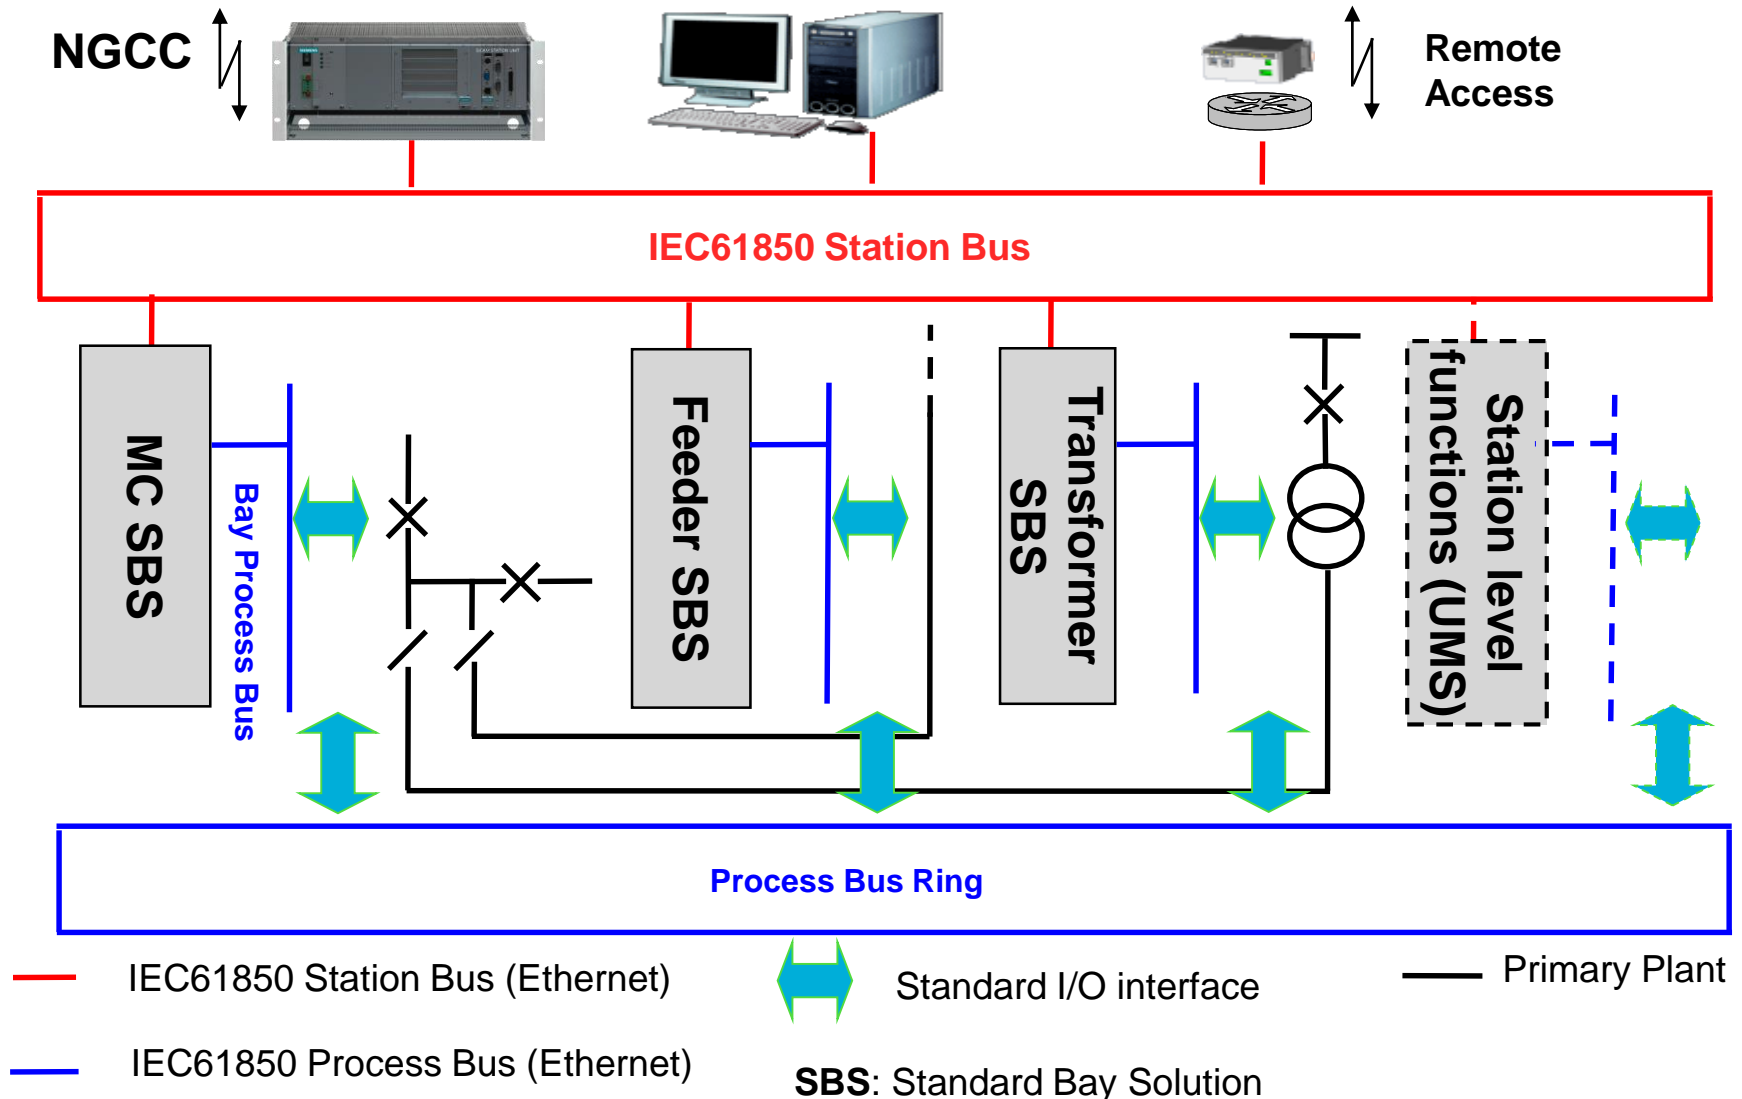 NGCC
SIEMENS
Remote
Access
IEC61850 Station Bus
MC SBS
Bay Process Bus
Feeder SBS
Transformer
SBS
Station level
functions (UMS)
Process Bus Ring
IEC61850 Station Bus (Ethernet)
Standard I/O interface
Primary Plant
IEC61850 Process Bus (Ethernet)
SBS: Standard Bay Solution